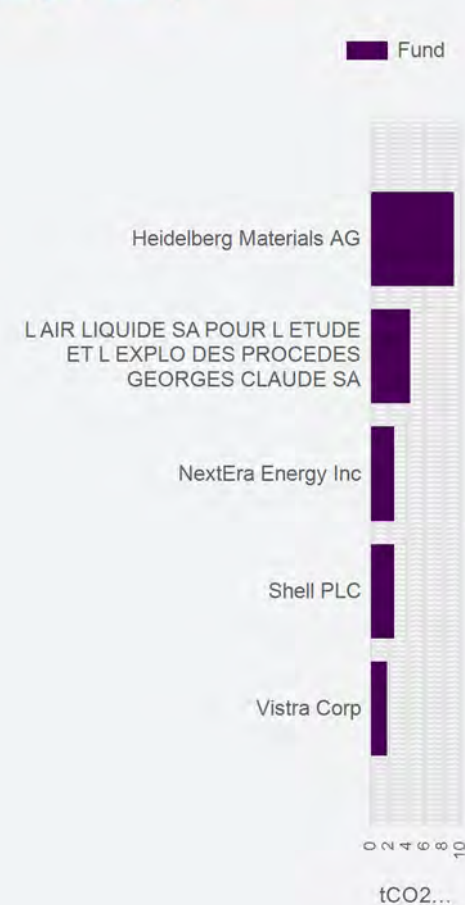 Fund
Heidelberg Materials AG
L AIR LIQUIDE SA POUR L ETUDE
ET L EXPLO DES PROCEDES
GEORGES CLAUDE SA
NextEra Energy Inc
Shell PLC
Vistra Corp
0 2 4 6 8 10
tCO2...